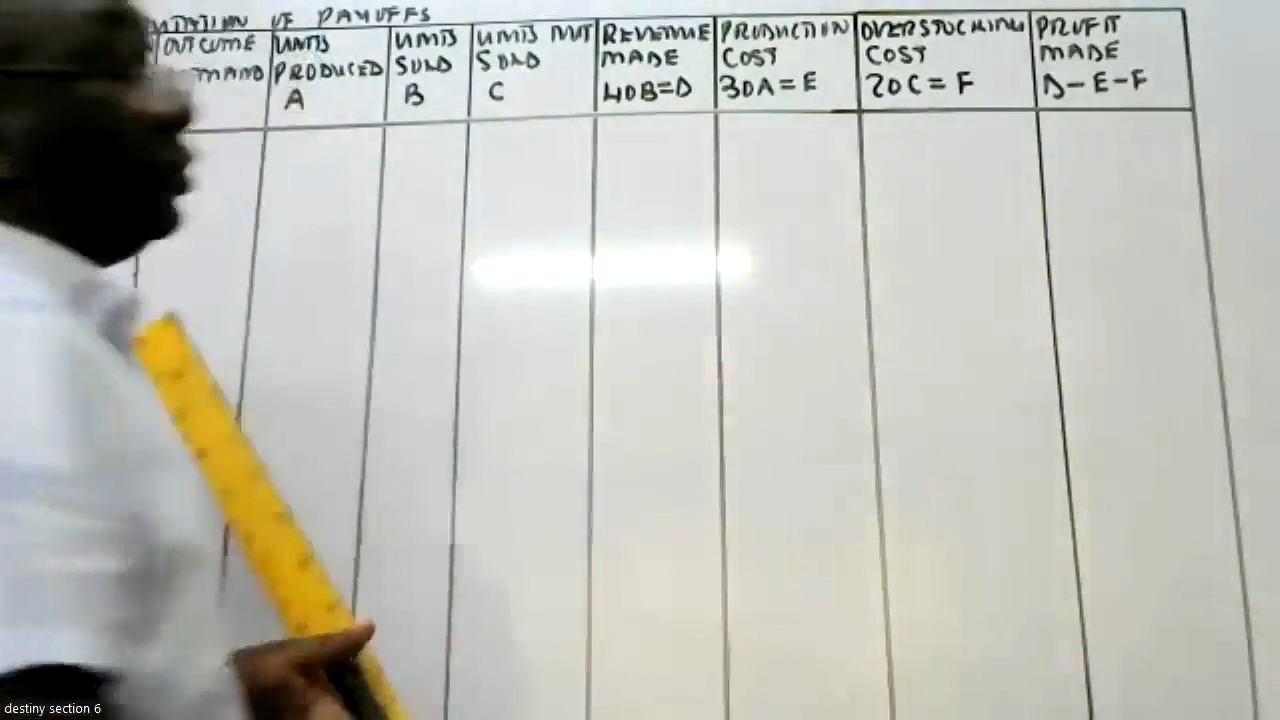 OF PAYOFFS
OUTCOME
UNITS
PRODUCED
A
UNITS
SOLD
B
UNITS NOT
SOLD
C
REVENUE
MADE
40B=D
PRODUCTION
COST
30A=E
OVERSTOCKING
COST
20C=F
PROFIT
MADE
D-E-F
destiny section 6